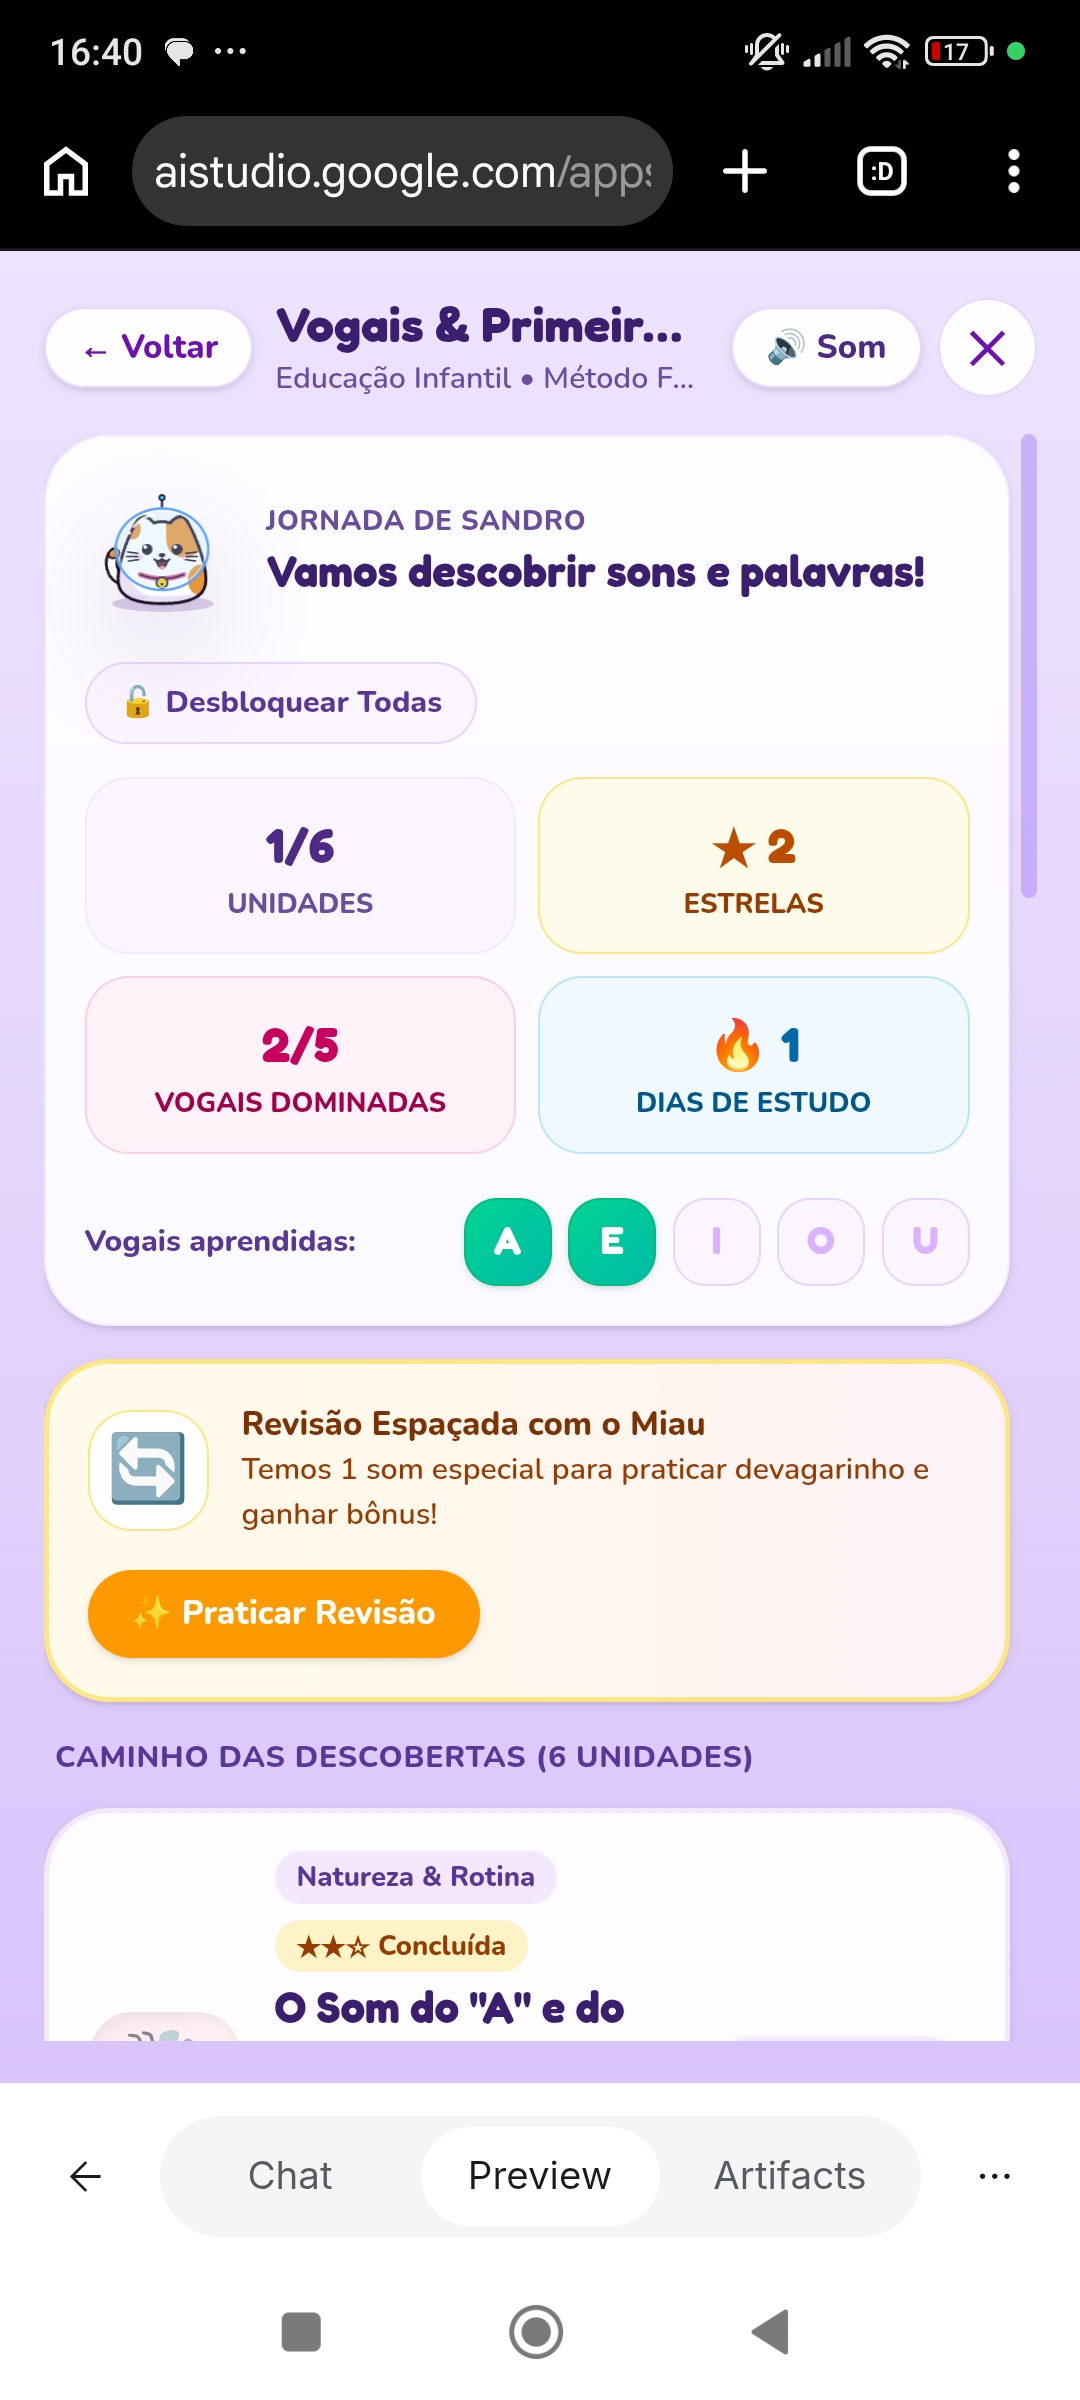 16:40
17
aistudio.google.com/apps
:D
← Voltar
Vogais & Primeir...
Educação Infantil • Método F...
Som
JORNADA DE SANDRO
Vamos descobrir sons e palavras!
Desbloquear Todas
1/6
UNIDADES
★ 2
ESTRELAS
2/5
VOGAIS DOMINADAS
1
DIAS DE ESTUDO
Vogais aprendidas:
A E I O U
Revisão Espaçada com o Miau
Temos 1 som especial para praticar devagarinho e
ganhar bônus!
Praticar Revisão
CAMINHO DAS DESCOBERTAS (6 UNIDADES)
Natureza & Rotina
★★☆ Concluída
O Som do "A" e do
Chat
Preview
Artifacts